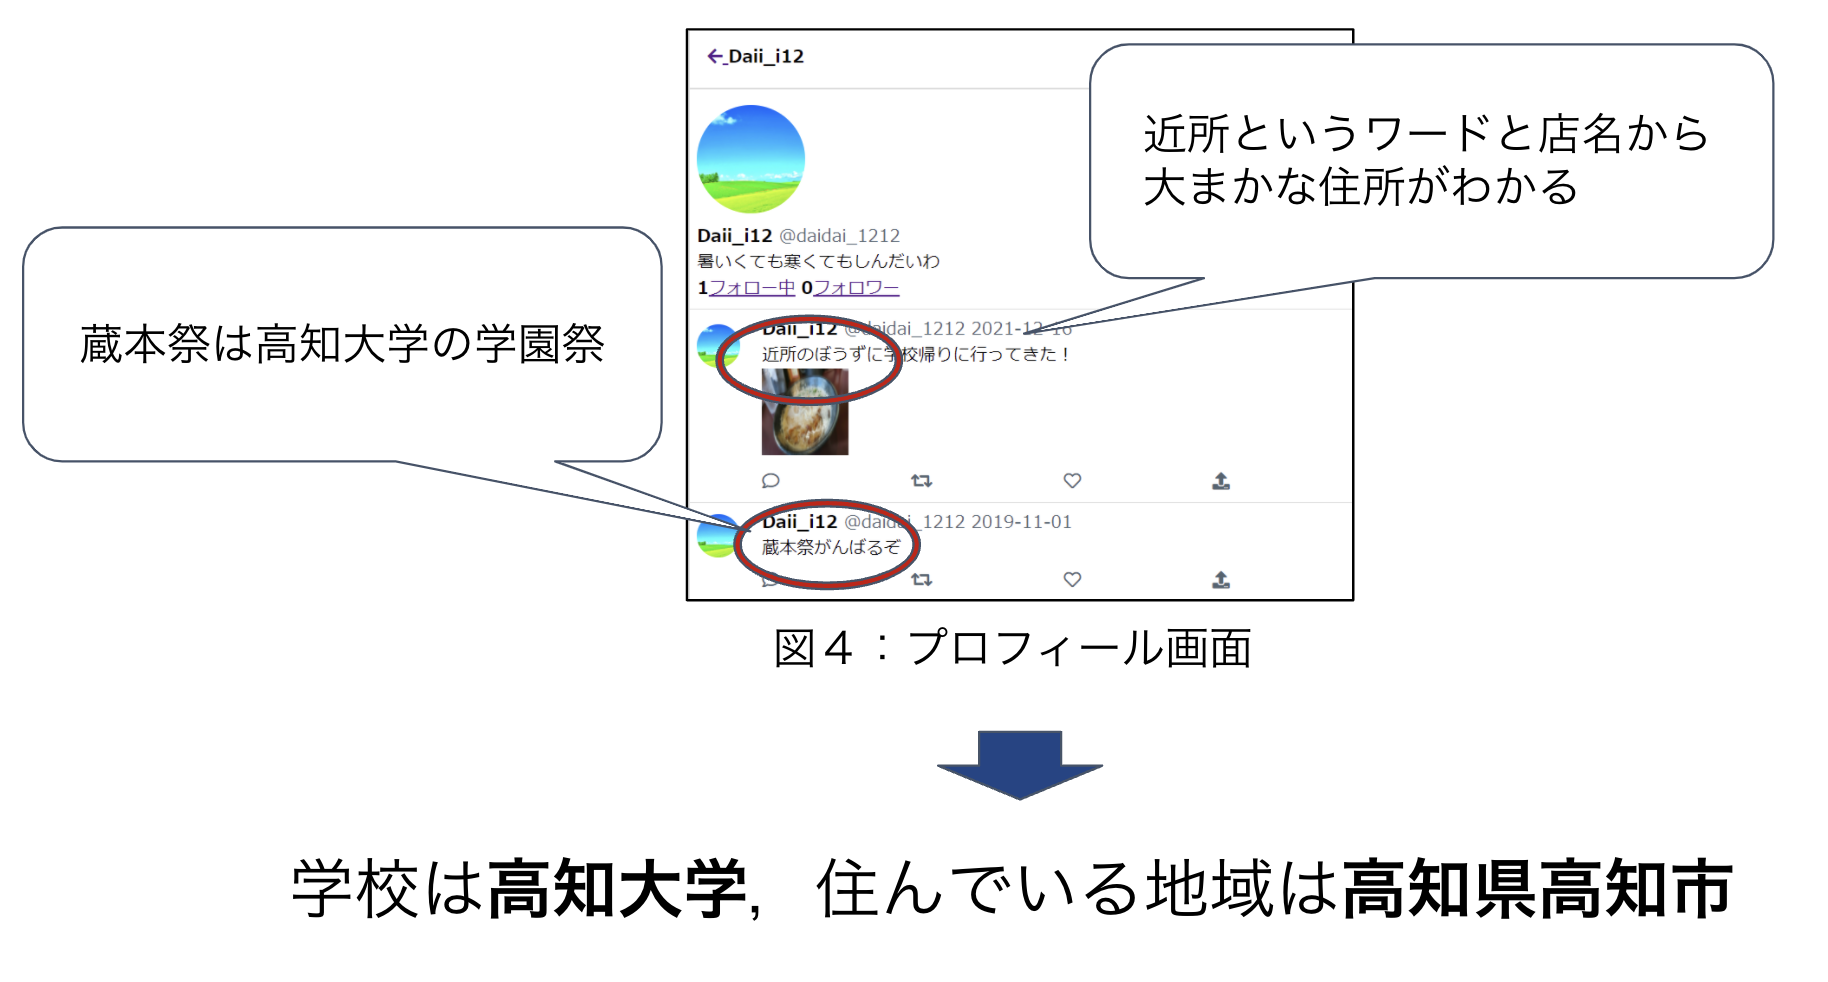 Daii_i12
近所というワードと店名から
大まかな住所がわかる
Daii_i12 @daidai_1212
暑いくても寒くてもしんだいわ
1フォロー中 0フォロワー
蔵本祭は高知大学の学園祭
Daii_i12 @daidai_1212 2021-12-16
近所のぼうずに学校帰りに行ってきた！
Daii_i12 @daidai_1212 2019-11-01
蔵本祭がんばるぞ
図４：プロフィール画面
学校は高知大学，住んでいる地域は高知県高知市